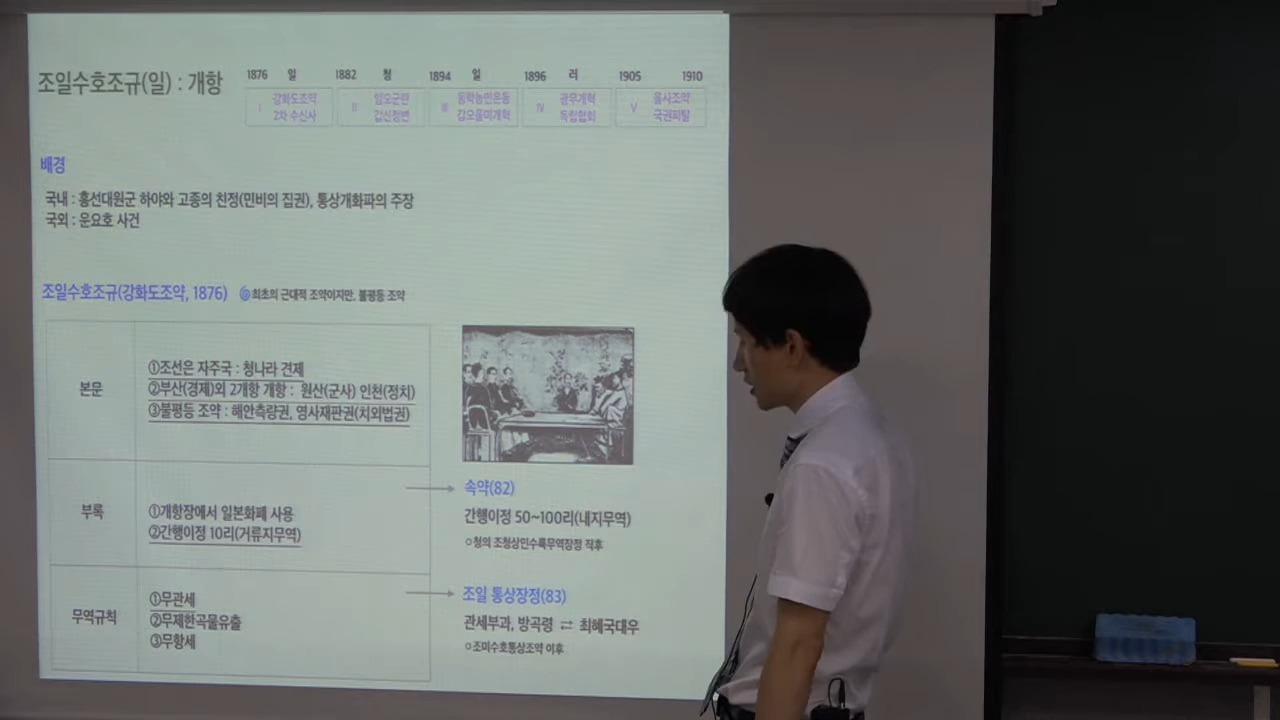 조일수호조규(일) : 개항
1876 일 1882 청 1894 일 1896 러 1905 1910
Ⅰ 강화도조약 2차 수신사
Ⅱ 임오군란 갑신정변
Ⅲ 동학농민운동 갑오을미개혁
Ⅳ 광무개혁 독립협회
Ⅴ 을사조약 국권피탈
배경
국내 : 흥선대원군 하야와 고종의 친정(민비의 집권), 통상개화파의 주장
국외 : 운요호 사건
조일수호조규(강화도조약, 1876) 최초의 근대적 조약이지만, 불평등 조약
본문
①조선은 자주국 : 청나라 견제
②부산(경제)외 2개항 개항 : 원산(군사) 인천(정치)
③불평등 조약 : 해안측량권, 영사재판권(치외법권)
부록
①개항장에서 일본화폐 사용
②간행이정 10리(거류지무역)
속약(82)
간행이정 50~100리(내지무역)
○청의 조청상민수륙무역장정 직후
무역규칙
①무관세
②무제한곡물유출
③무항세
조일 통상장정(83)
관세부과, 방곡령 ⇄ 최혜국대우
○조미수호통상조약 이후